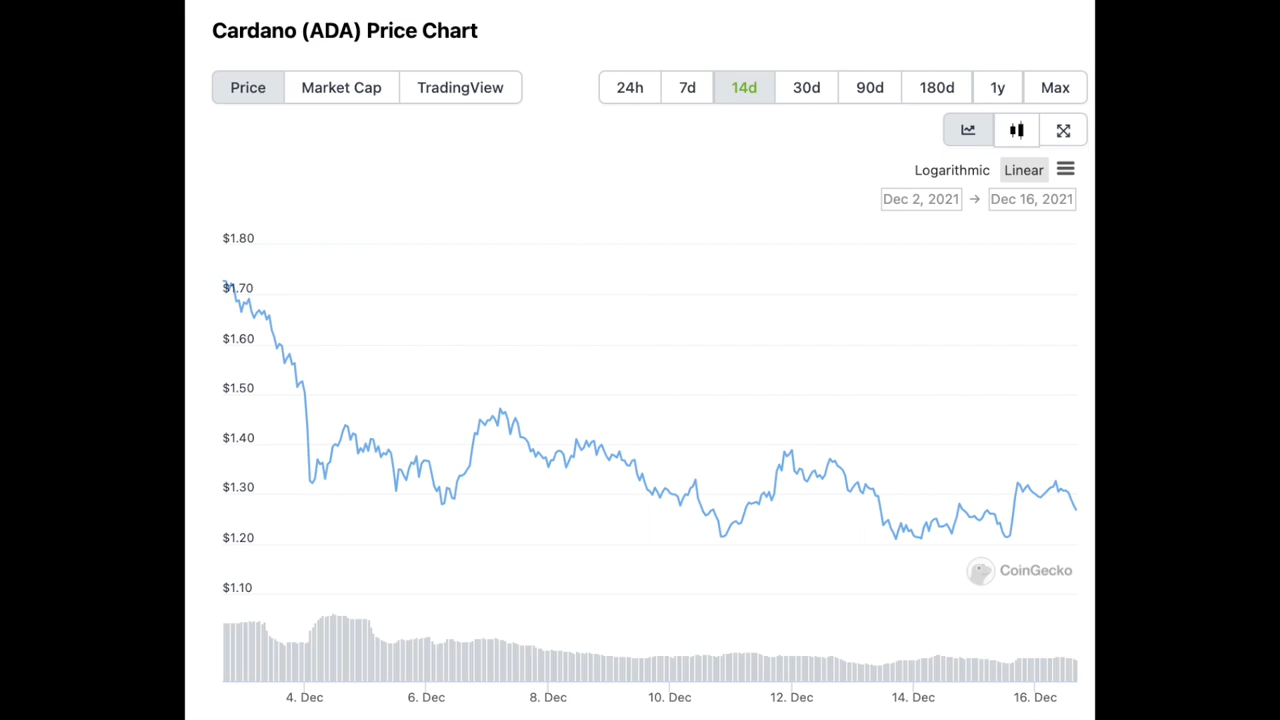 Cardano (ADA) Price Chart
Price Market Cap TradingView 24h 7d 14d 30d 90d 180d 1y Max
Logarithmic Linear
Dec 2, 2021 → Dec 16, 2021
$1.80
$1.70
$1.60
$1.50
$1.40
$1.30
$1.20
CoinGecko
$1.10
4. Dec 6. Dec 8. Dec 10. Dec 12. Dec 14. Dec 16. Dec